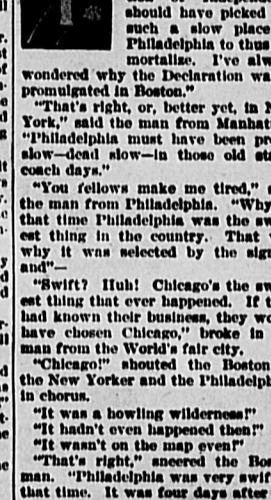 should have picked
such a slow place
Philadelphia to thus
mortalize. I've alw
wondered why the Declaration wa
promulgated in Boston."
"That's right, or, better yet, in N
York," said the man from Manhat
"Philadelphia must have been pr
slow—dead slow—in those old st
coach days."
"You fellows make me tired,"
the man from Philadelphia. "Why
that time Philadelphia was the sw
est thing in the country. That
why it was selected by the sig
and"—
"Swift? Huh! Chicago's the sw
est thing that ever happened. If t
had known their business, they wo
have chosen Chicago," broke in
man from the World's fair city.
"Chicago!" shouted the Boston
the New Yorker and the Philadelph
in chorus.
"It was a howling wilderness!"
"It hadn't even happened then!"
"It wasn't on the map even!"
"That's right," sneered the Bos
man. "Philadelphia was very swif
that time. It was four days after